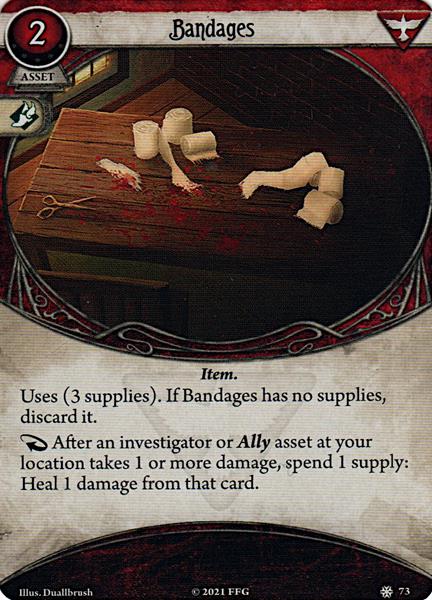 2
Bandages
ASSET
Item.
Uses (3 supplies). If Bandages has no supplies,
discard it.
After an investigator or Ally asset at your
location takes 1 or more damage, spend 1 supply:
Heal 1 damage from that card.
Illus. Duallbrush
© 2021 FFG
73